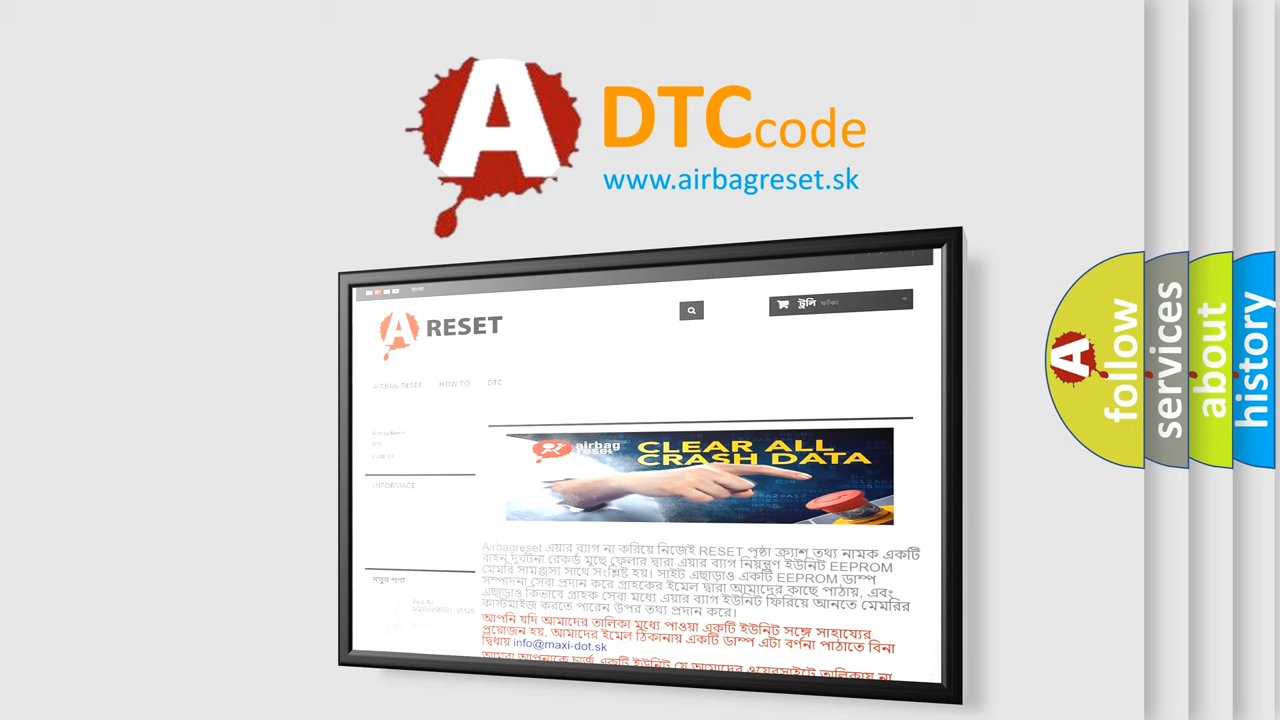 A
DTCcode
www.airbagreset.sk
বাংলা
A RESET
ট্রলি
AIRBAG RESET HOW TO DTC
INFORMACE
airbag
reset
CLEAR ALL
CRASH DATA
Airbagreset এয়ার ব্যাগ না করিয়ে নিজেই RESET পৃষ্ঠা ক্র্যাশ তথ্য নামক একটি
বাহন দুর্ঘটনা রেকর্ড মুছে ফেলার দ্বারা এয়ার ব্যাগ নিয়ন্ত্রণ ইউনিট EEPROM
মেমরি সামঞ্জস্য সাথে সংশ্লিষ্ট হয়। সাইট এছাড়াও একটি EEPROM ডাম্প
সম্পাদনা সেবা প্রদান করে গ্রাহকের ইমেল দ্বারা আমাদের কাছে পাঠায়, এবং
এছাড়াও কিভাবে গ্রাহক সেবা মধ্যে এয়ার ব্যাগ ইউনিট ফিরিয়ে আনতে মেমরির
কাস্টমাইজ করতে পারেন উপর তথ্য প্রদান করে।
আপনি যদি আমাদের তালিকা মধ্যে পাওয়া একটি ইউনিট সঙ্গে সাহায্যের
প্রয়োজন হয়, আমাদের ইমেল ঠিকানায় একটি ডাম্প এটা বর্ণনা পাঠাতে বিনা
দ্বিধায় info@maxi-dot.sk
নতুন পণ্য
A
follow
services
about
history